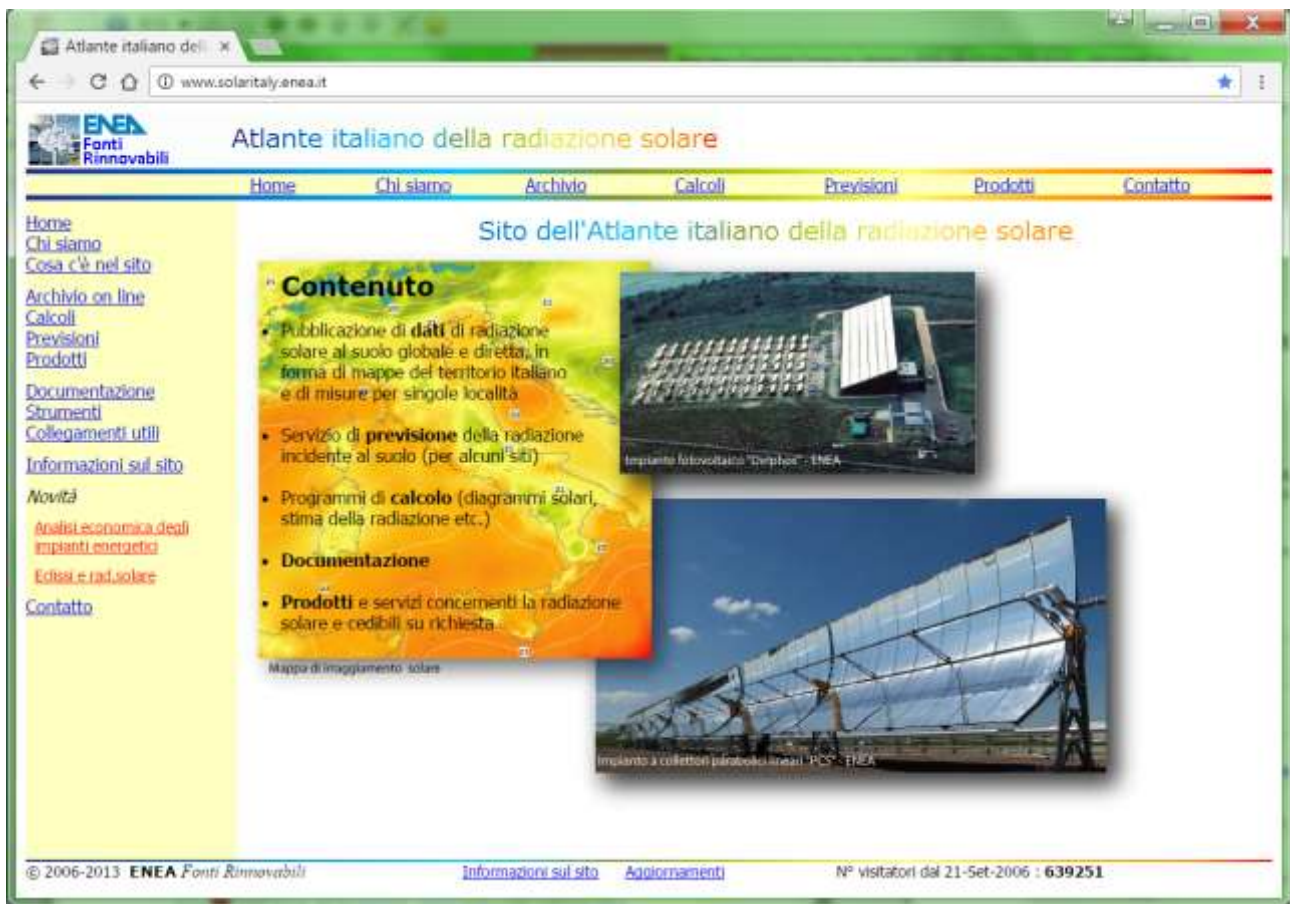 Atlante italiano dell
www.solaritaly.enea.it
ENEA
Fonti
Rinnovabili
Atlante italiano della radiazione solare
Home Chi siamo Archivio Calcoli Previsioni Prodotti Contatto
Home
Chi siamo
Cosa c'è nel sito
Archivio on line
Calcoli
Previsioni
Prodotti
Documentazione
Strumenti
Collegamenti utili
Informazioni sul sito
Novità
Analisi economica degli
impianti energetici
Eclissi e rad.solare
Contatto
Sito dell'Atlante italiano della radiazione solare
Contenuto
• Pubblicazione di dati di radiazione
solare al suolo globale e diretta, in
forma di mappe del territorio italiano
e di misure per singole località
• Servizio di previsione della radiazione
incidente al suolo (per alcuni siti)
• Programmi di calcolo (diagrammi solari,
stima della radiazione etc.)
• Documentazione
• Prodotti e servizi concernenti la radiazione
solare e cedibili su richiesta
Mappa di irraggiamento solare
Impianto fotovoltaico "Delphos" - ENEA
Impianto a collettori parabolici lineari "PCS" - ENEA
© 2006-2013 ENEA Fonti Rinnovabili
Informazioni sul sito Aggiornamenti
N° visitatori dal 21-Set-2006 : 639251